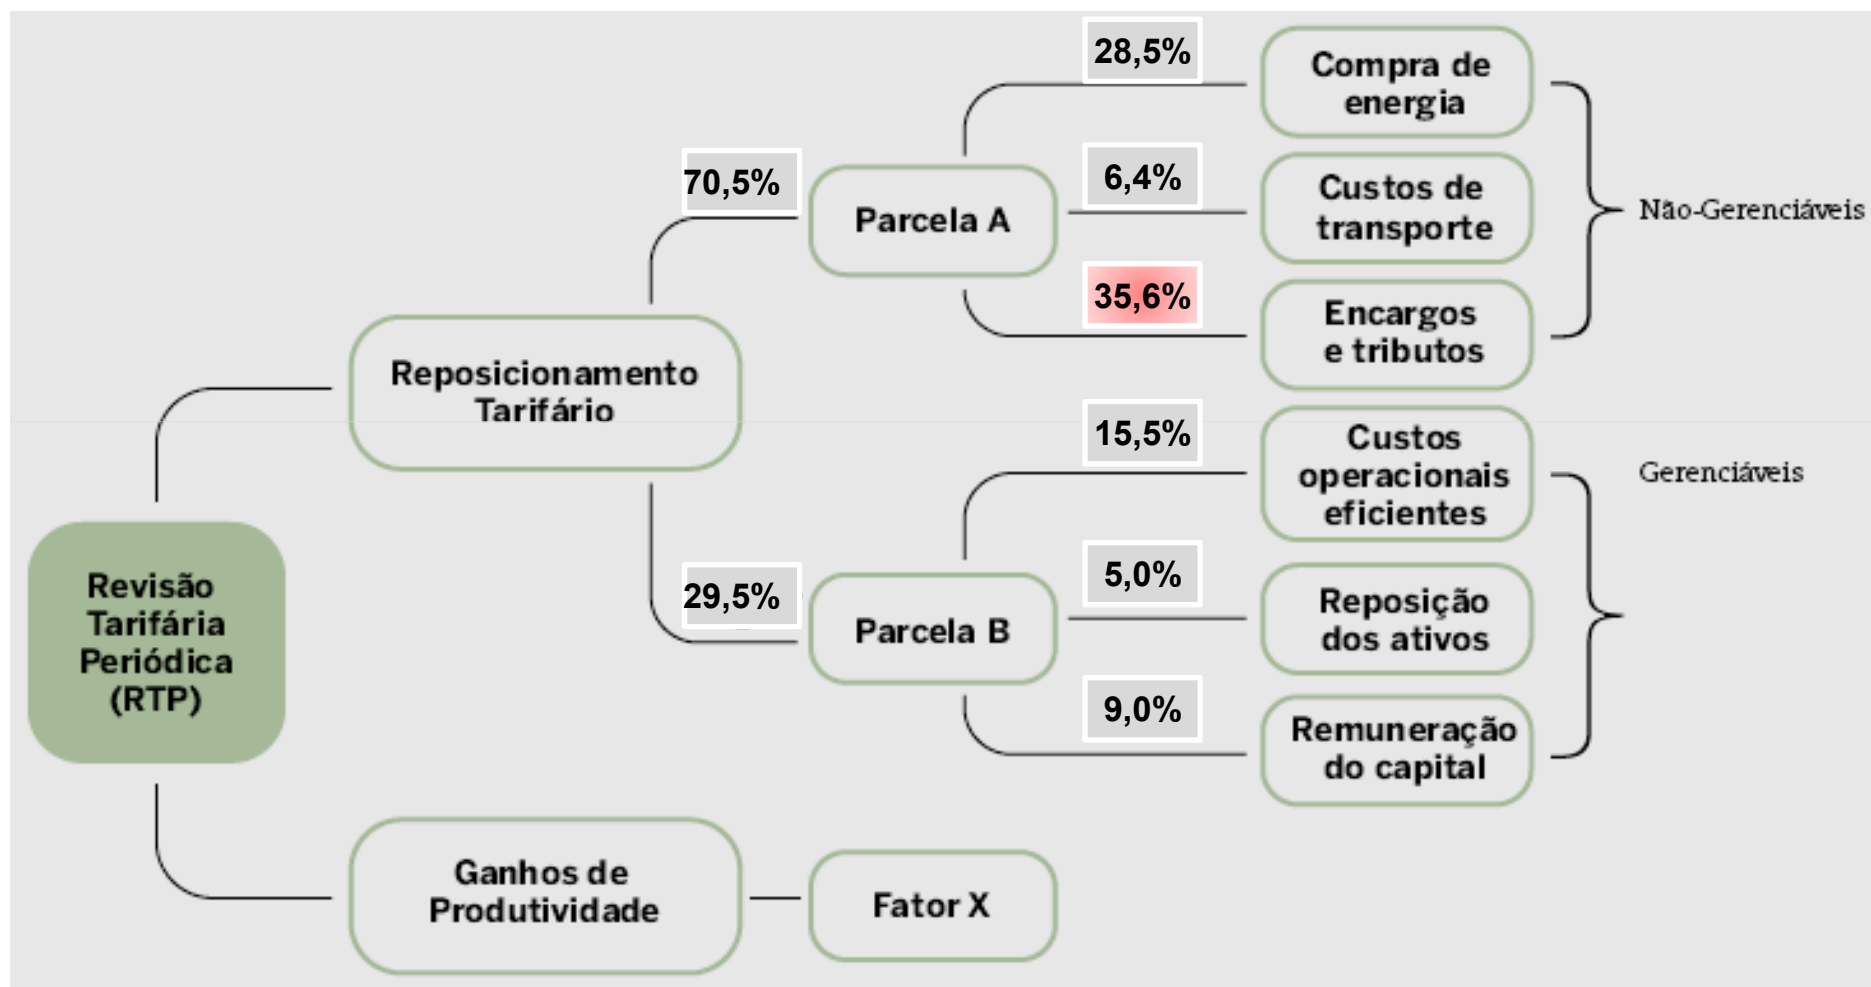 Revisão
Tarifária
Periódica
(RTP)
Reposicionamento
Tarifário
70,5%
Parcela A
28,5%
Compra de
energia
6,4%
Custos de
transporte
35,6%
Encargos
e tributos
Não-Gerenciáveis
29,5%
Parcela B
15,5%
Custos
operacionais
eficientes
5,0%
Reposição
dos ativos
9,0%
Remuneração
do capital
Gerenciáveis
Ganhos de
Produtividade
Fator X